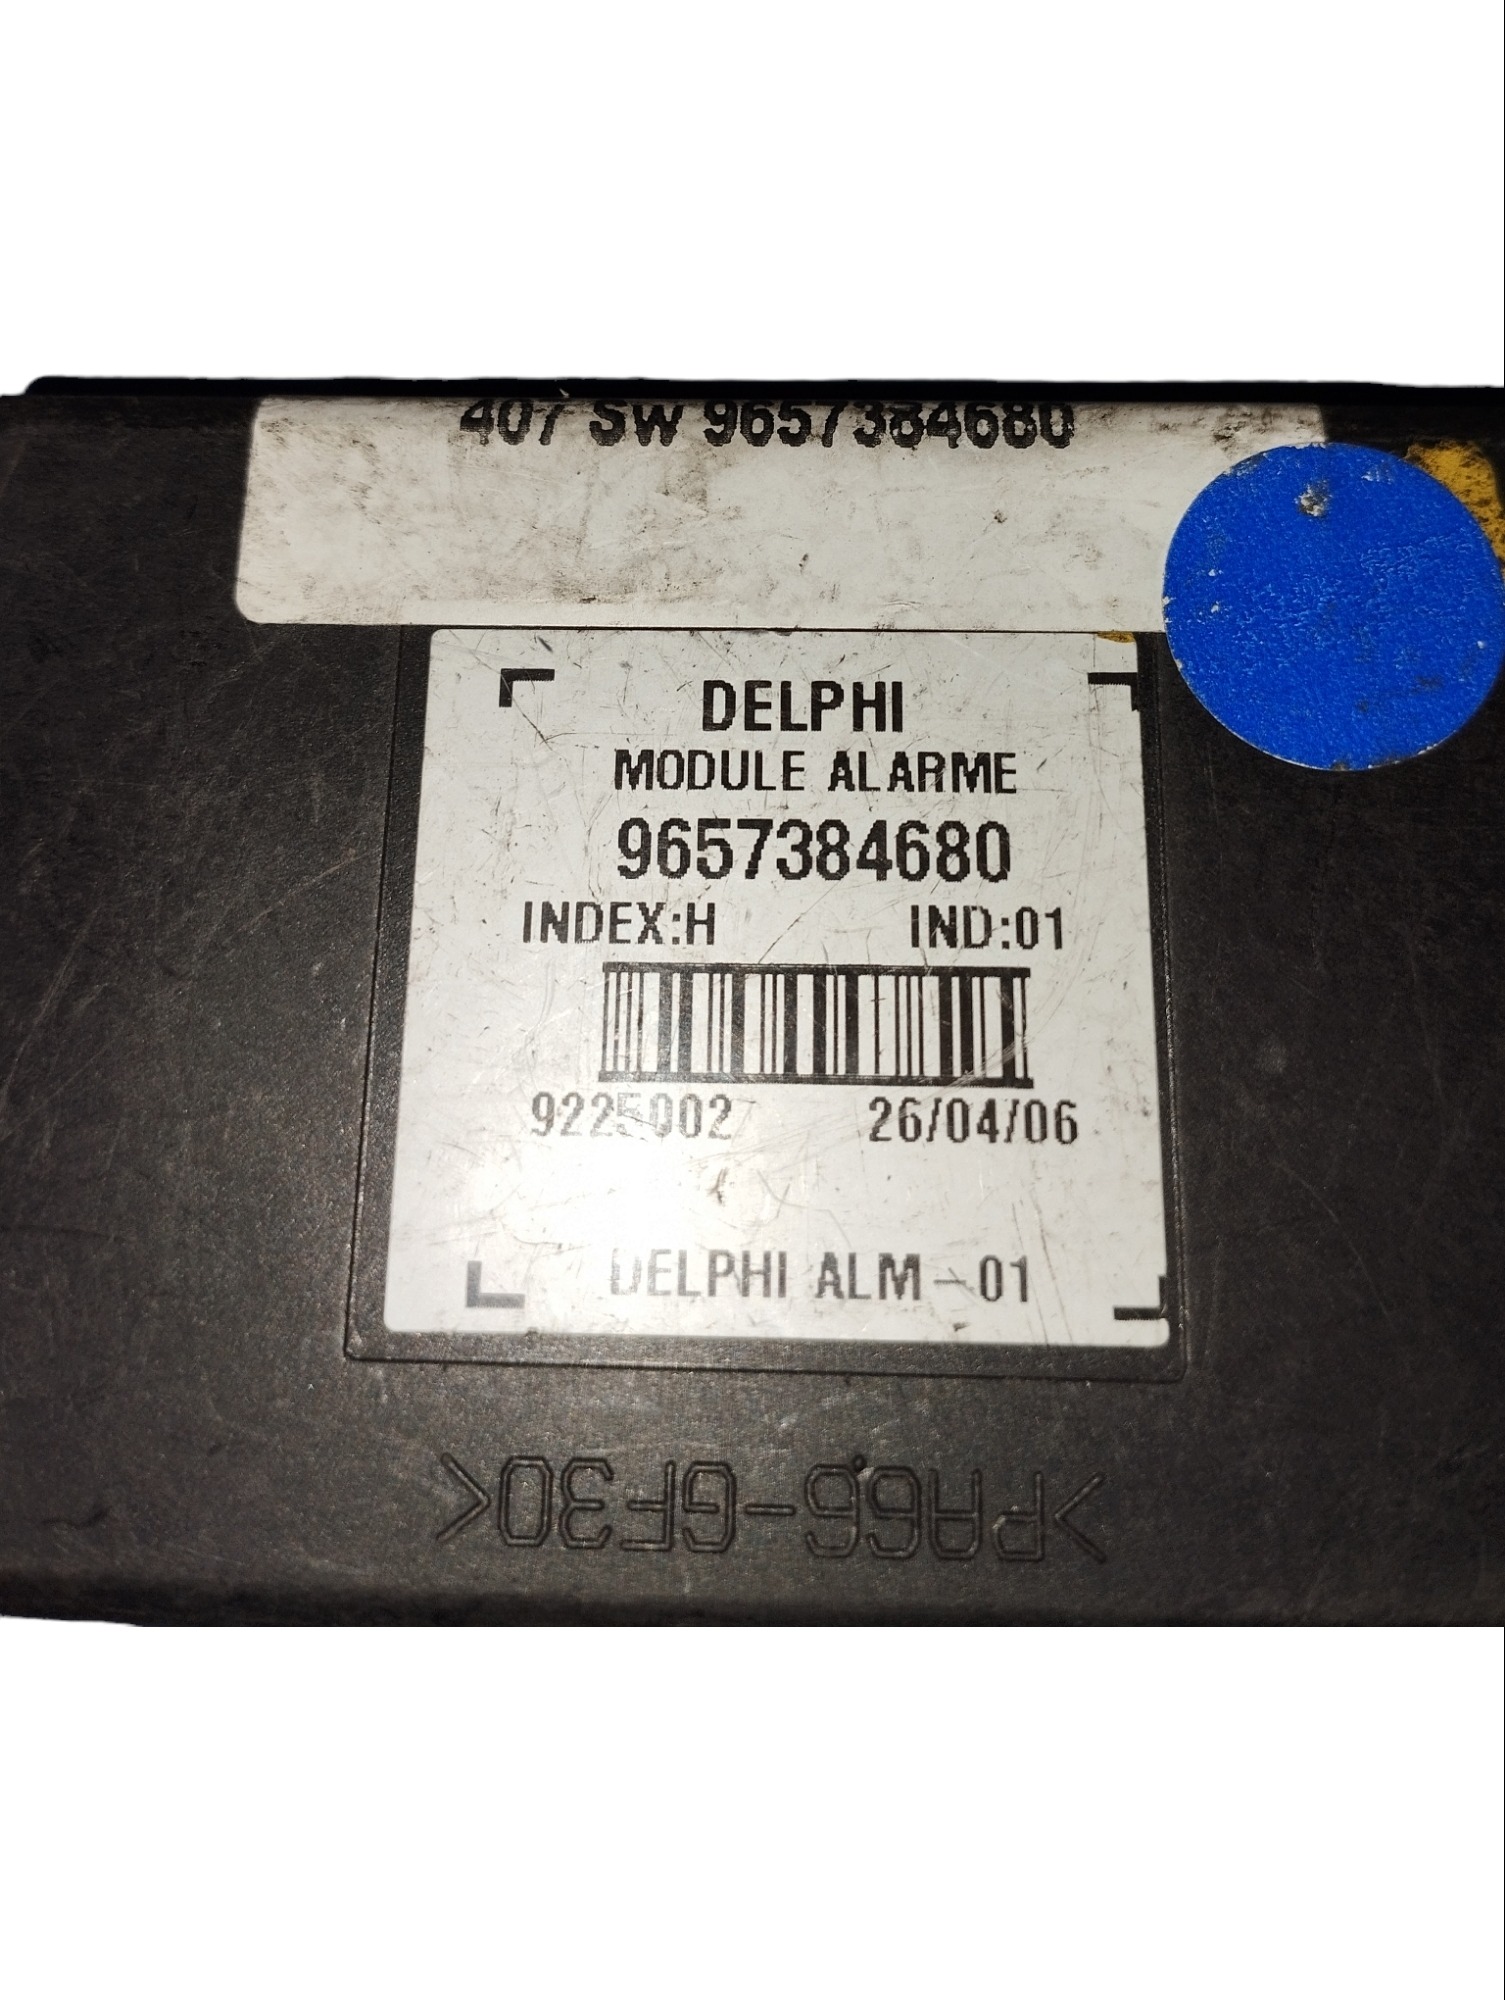 407 SW 9657384680
DELPHI
MODULE ALARME
9657384680
INDEX:H IND:01
9225002 26/04/06
DELPHI ALM-01
>PA66-GF30<